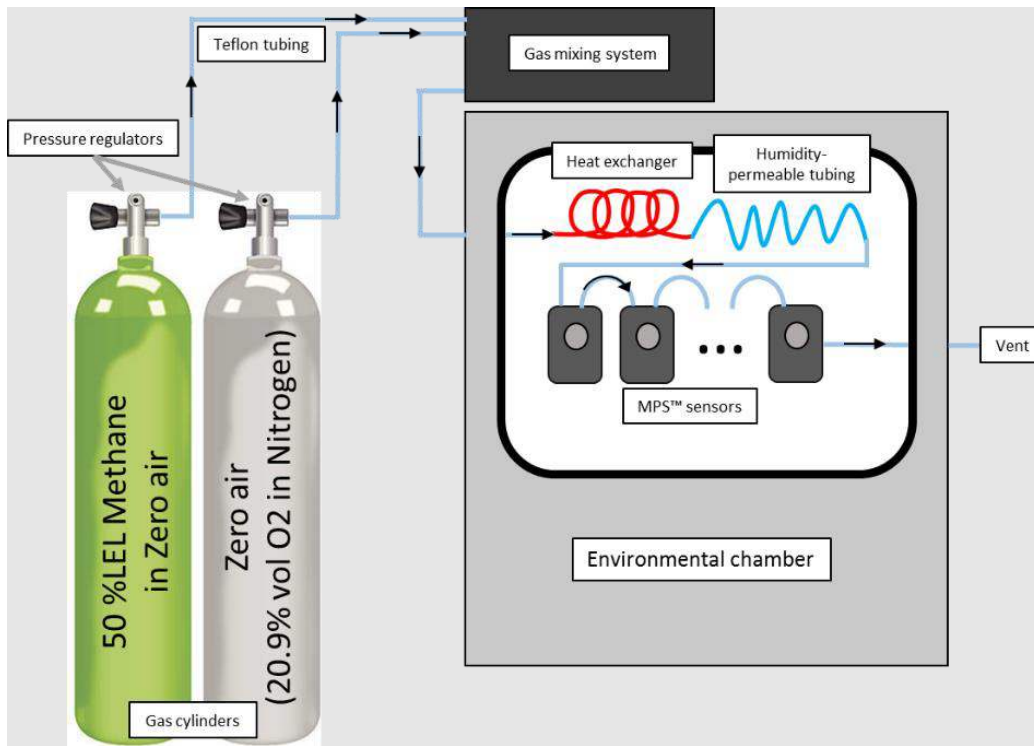 Teflon tubing
Gas mixing system
Pressure regulators
Heat exchanger
Humidity-
permeable tubing
MPS™ sensors
Vent
Environmental chamber
50 %LEL Methane
in Zero air
Zero air
(20.9% vol O2 in Nitrogen)
Gas cylinders